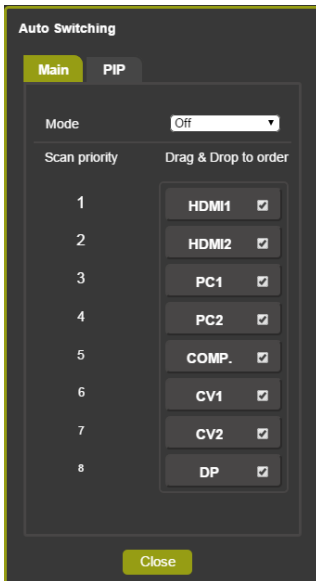 Auto Switching
Main PIP
Mode Off
Scan priority Drag & Drop to order
1 HDMI1
2 HDMI2
3 PC1
4 PC2
5 COMP.
6 CV1
7 CV2
8 DP
Close